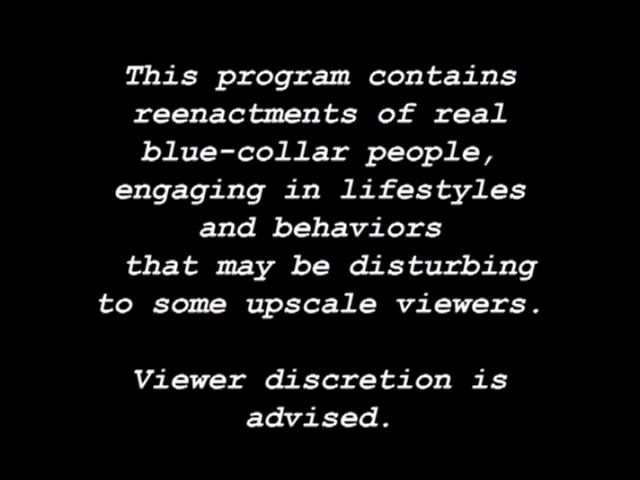 This program contains
reenactments of real
blue-collar people,
engaging in lifestyles
and behaviors
that may be disturbing
to some upscale viewers.
Viewer discretion is
advised.